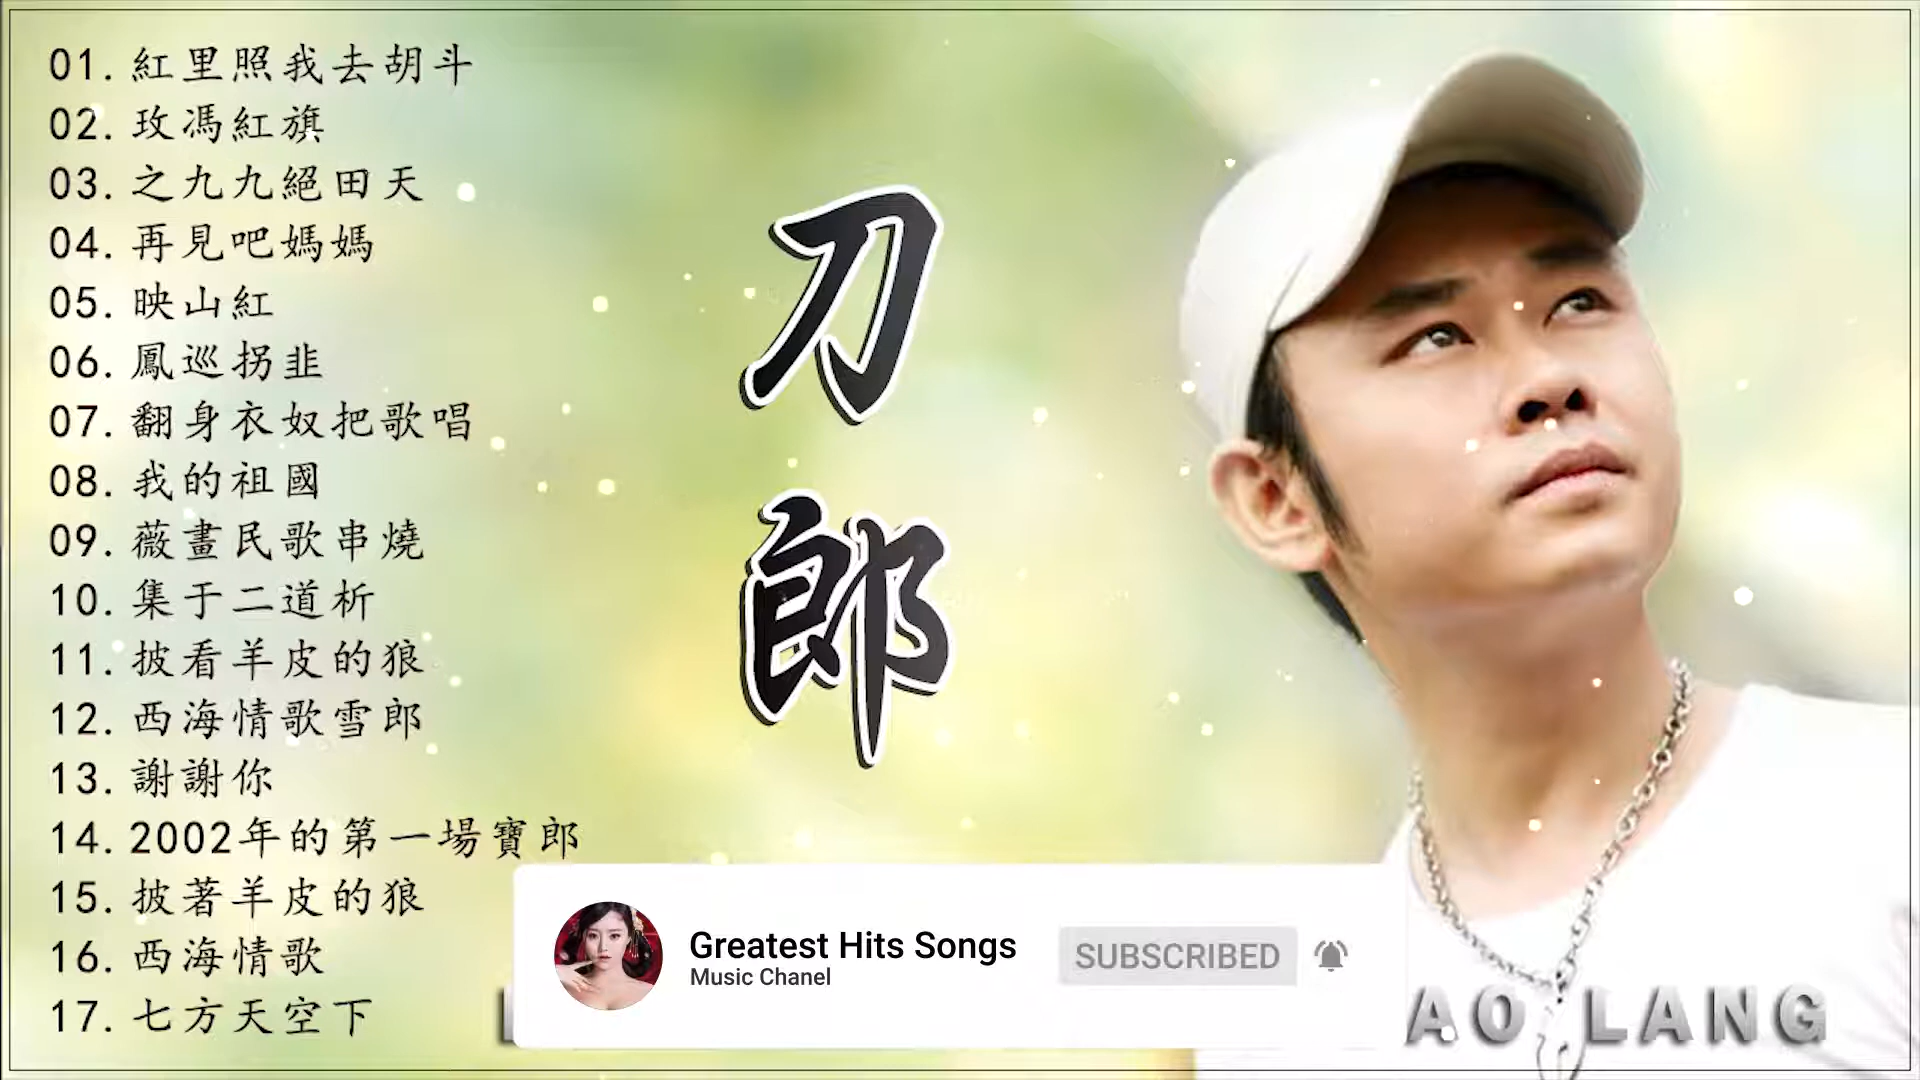 01. 紅里照我去胡斗
02. 玫馮紅旗
03. 之九九絕田天
04. 再見吧媽媽
05. 映山紅
06. 鳳巡拐韭
07. 翻身衣奴把歌唱
08. 我的祖國
09. 薇畫民歌串燒
10. 集于二道析
11. 披看羊皮的狼
12. 西海情歌雪郎
13. 謝謝你
14. 2002年的第一場寶郎
15. 披著羊皮的狼
16. 西海情歌
17. 七方天空下
刀郎
Greatest Hits Songs
Music Chanel
SUBSCRIBED
AO LANG